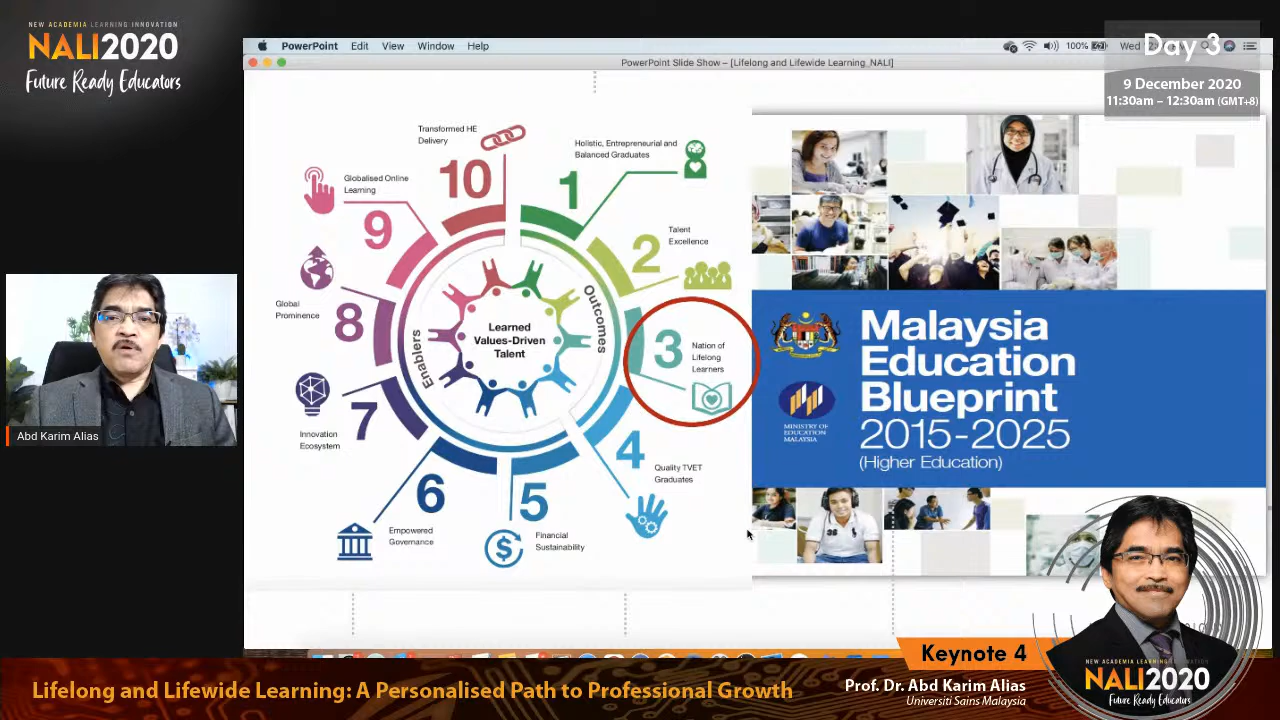 NEW ACADEMIA LEARNING INNOVATION
NALI2020
Future Ready Educators
PowerPoint Edit View Window Help
100%
Wed
PowerPoint Slide Show – [Lifelong and Lifewide Learning_NALI]
Day 3
9 December 2020
11:30am – 12:30am (GMT+8)
Transformed HE
Delivery
10
Holistic, Entrepreneurial and
Balanced Graduates
1
Globalised Online
Learning
9
Talent
Excellence
2
Global
Prominence
8
Enablers
Learned
Values-Driven
Talent
Outcomes
3
Nation of
Lifelong
Learners
Innovation
Ecosystem
7
4
Quality TVET
Graduates
6
Empowered
Governance
5
Financial
Sustainability
Malaysia
Education
Blueprint
2015-2025
(Higher Education)
MINISTRY OF
EDUCATION
MALAYSIA
Abd Karim Alias
Keynote 4
Lifelong and Lifewide Learning: A Personalised Path to Professional Growth
Prof. Dr. Abd Karim Alias
Universiti Sains Malaysia
NEW ACADEMIA LEARNING INNOVATION
NALI2020
Future Ready Educators